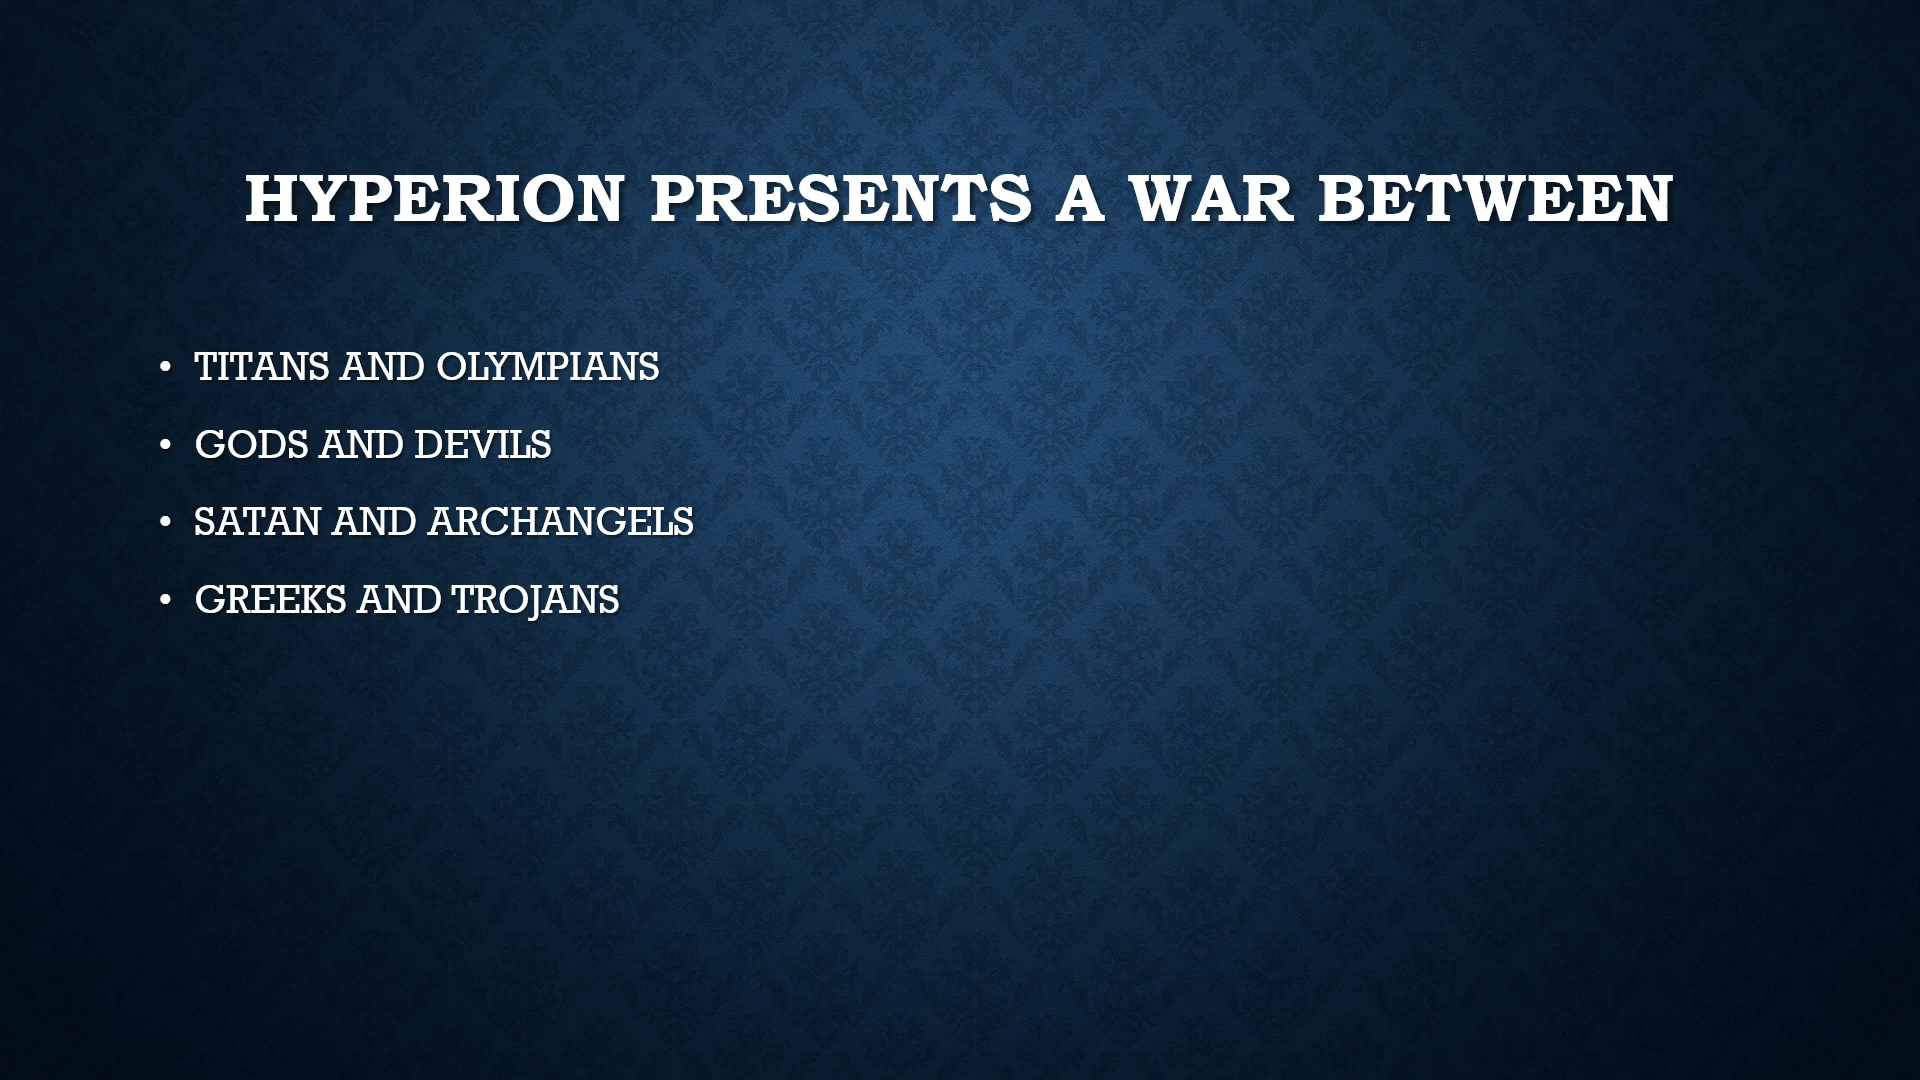 HYPERION PRESENTS A WAR BETWEEN
• TITANS AND OLYMPIANS
• GODS AND DEVILS
• SATAN AND ARCHANGELS
• GREEKS AND TROJANS